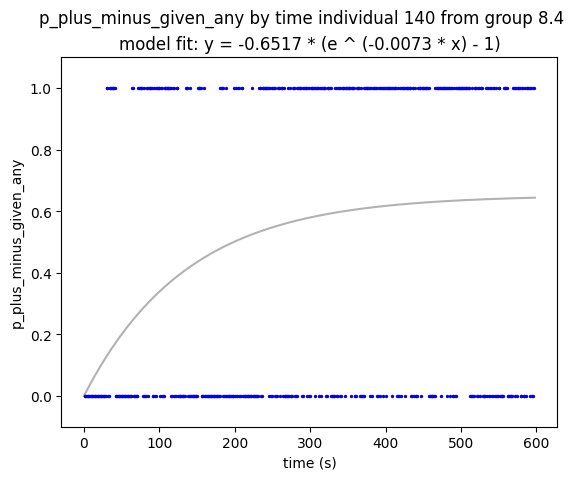 p_plus_minus_given_any by time individual 140 from group 8.4
model fit: y = -0.6517 * (e ^ (-0.0073 * x) - 1)
1.0
0.8
0.6
0.4
0.2
0.0
p_plus_minus_given_any
0 100 200 300 400 500 600
time (s)